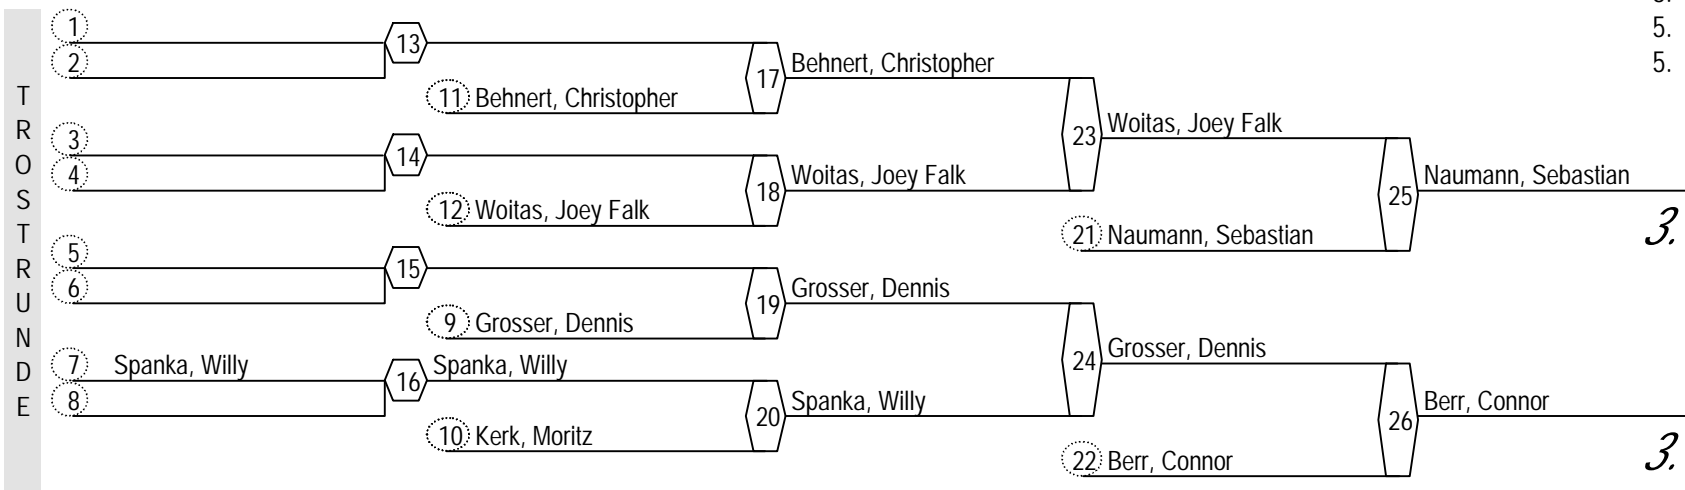 TROSTRUNDE
5.
5.
1
2
13
11 Behnert, Christopher
17 Behnert, Christopher
3
4
14
12 Woitas, Joey Falk
18 Woitas, Joey Falk
23 Woitas, Joey Falk
21 Naumann, Sebastian
25 Naumann, Sebastian
3.
5
6
15
9 Grosser, Dennis
19 Grosser, Dennis
7 Spanka, Willy
8
16 Spanka, Willy
10 Kerk, Moritz
20 Spanka, Willy
24 Grosser, Dennis
22 Berr, Connor
26 Berr, Connor
3.